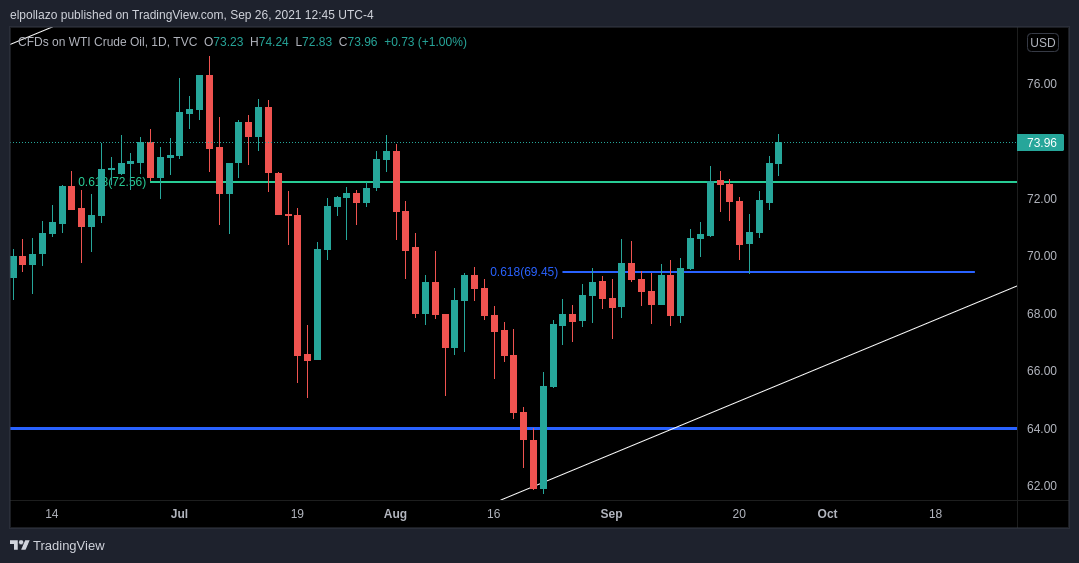 elpollazo published on TradingView.com, Sep 26, 2021 12:45 UTC-4
CFDs on WTI Crude Oil, 1D, TVC O73.23 H74.24 L72.83 C73.96 +0.73 (+1.00%)
USD
76.00
73.96
0.618(72.56)
72.00
70.00
0.618(69.45)
68.00
66.00
64.00
62.00
14 Jul 19 Aug 16 Sep 20 Oct 18
TradingView